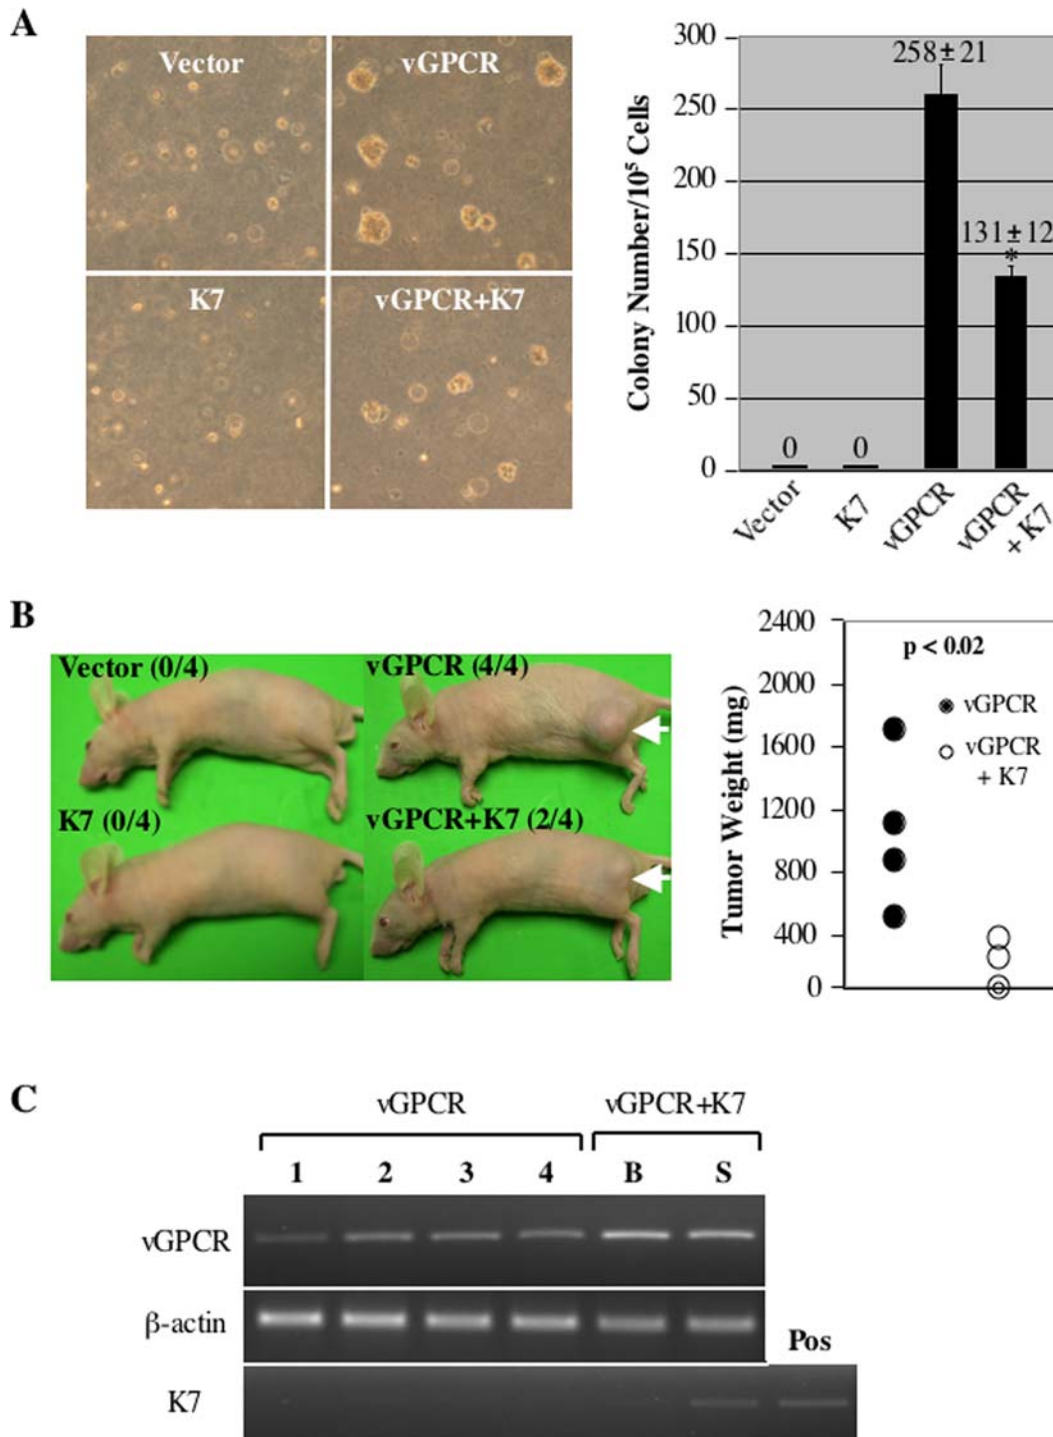 A
Vector
vGPCR
K7
vGPCR+K7
Colony Number/10⁵ Cells
300
250
200
150
100
50
0
0
0
258±21
131±12
*
Vector
K7
vGPCR
vGPCR
+ K7
B
Vector (0/4)
vGPCR (4/4)
K7 (0/4)
vGPCR+K7 (2/4)
Tumor Weight (mg)
2400
2000
1600
1200
800
400
0
p < 0.02
vGPCR
vGPCR
+ K7
C
vGPCR
vGPCR+K7
1 2 3 4 B S
vGPCR
β-actin
Pos
K7